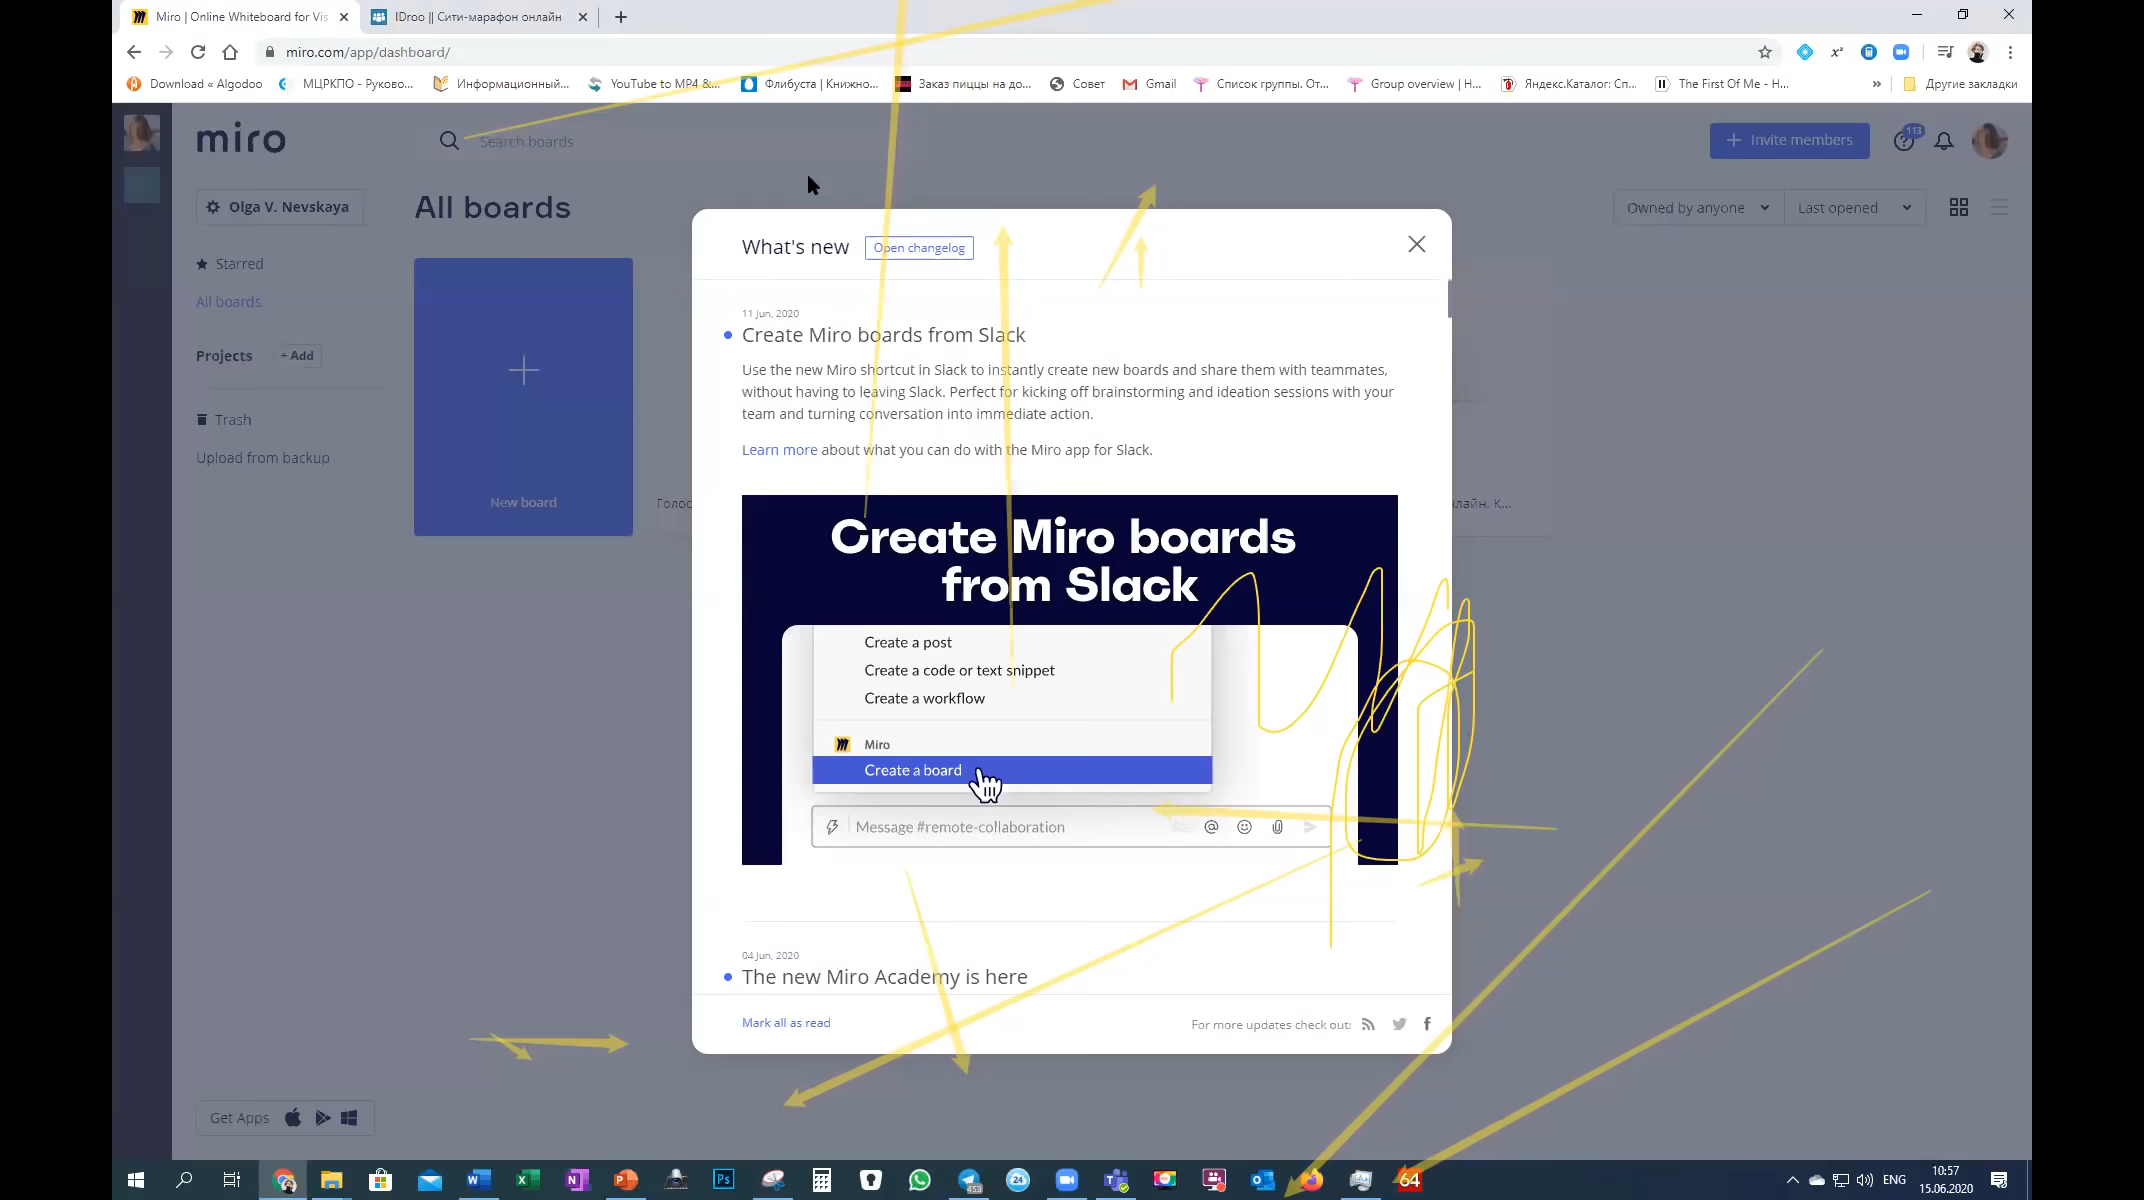 Miro | Online Whiteboard for Vis
IDroo || Сити-марафон онлайн
miro.com/app/dashboard/
Download « Algodoo
МЦРКПО - Руково...
Информационный...
YouTube to MP4 &...
Флибуста | Книжно...
Заказ пиццы на до...
Совет
Gmail
Список группы. От...
Group overview | H...
Яндекс.Каталог: Сп...
The First Of Me - H...
»
Другие закладки
miro
Search boards
+ Invite members
113
Olga V. Nevskaya
All boards
Owned by anyone
Last opened
Starred
All boards
Projects
+ Add
Trash
Upload from backup
New board
Голос
лайн. К...
What's new
Open changelog
11 Jun, 2020
Create Miro boards from Slack
Use the new Miro shortcut in Slack to instantly create new boards and share them with teammates,
without having to leaving Slack. Perfect for kicking off brainstorming and ideation sessions with your
team and turning conversation into immediate action.
Learn more about what you can do with the Miro app for Slack.
Create Miro boards
from Slack
Create a post
Create a code or text snippet
Create a workflow
Miro
Create a board
Message #remote-collaboration
04 Jun, 2020
The new Miro Academy is here
Mark all as read
For more updates check out:
Get Apps
453
24
64
ENG
10:57
15.06.2020